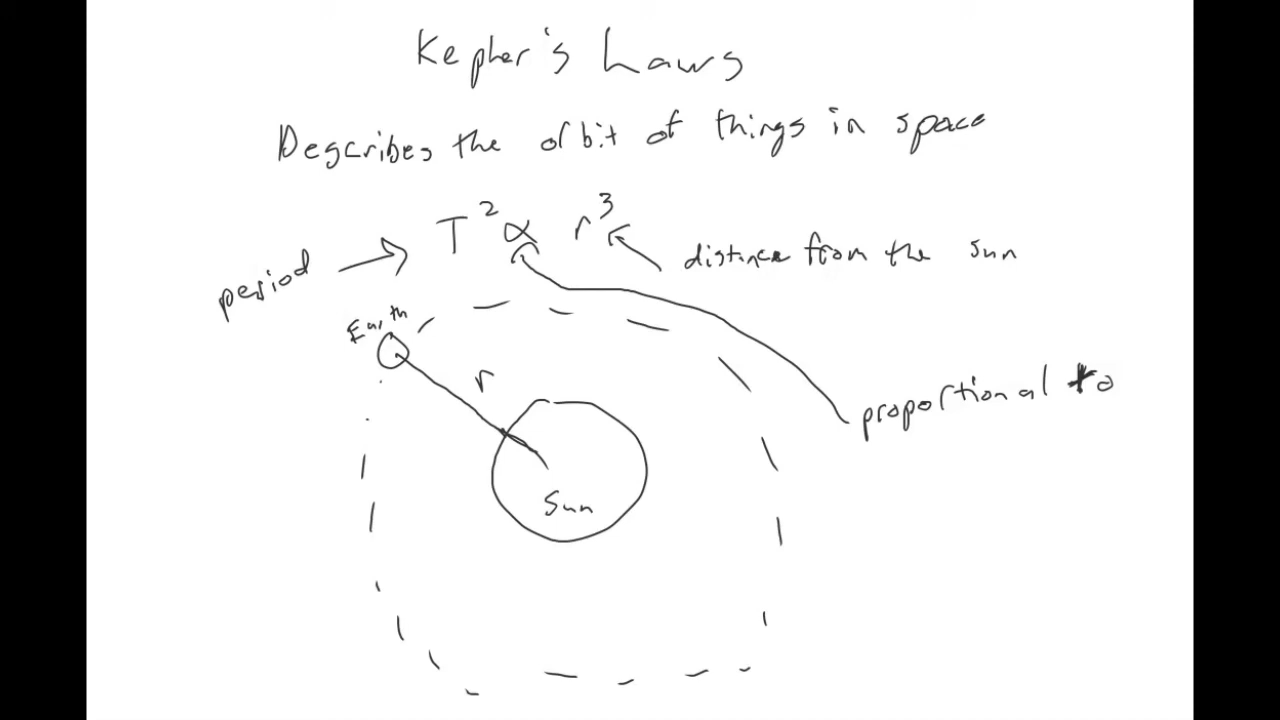 Kepler's Laws
Describes the orbit of things in space
T² ∝ r³
distance from the sun
period
Earth
r
proportional to
Sun